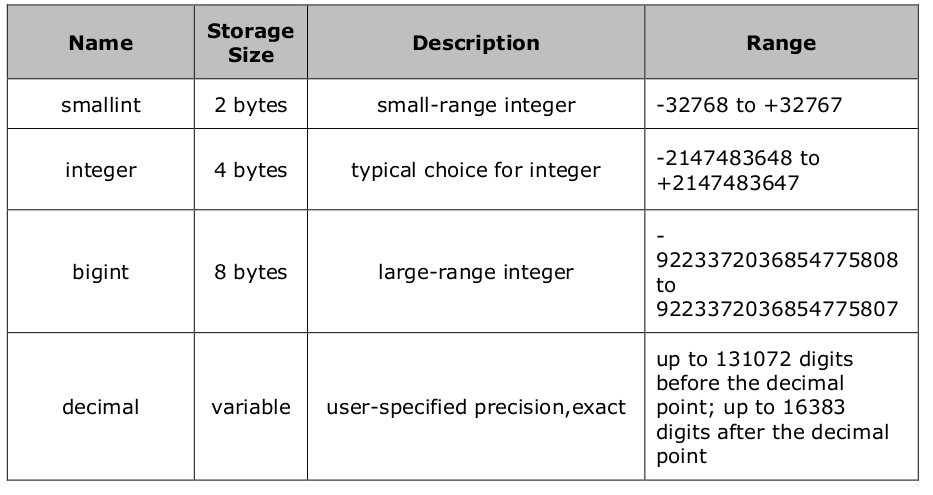 Name
Storage
Size
Description
Range
smallint
2 bytes
small-range integer
-32768 to +32767
integer
4 bytes
typical choice for integer
-2147483648 to
+2147483647
bigint
8 bytes
large-range integer
-
9223372036854775808
to
9223372036854775807
decimal
variable
user-specified precision,exact
up to 131072 digits
before the decimal
point; up to 16383
digits after the decimal
point